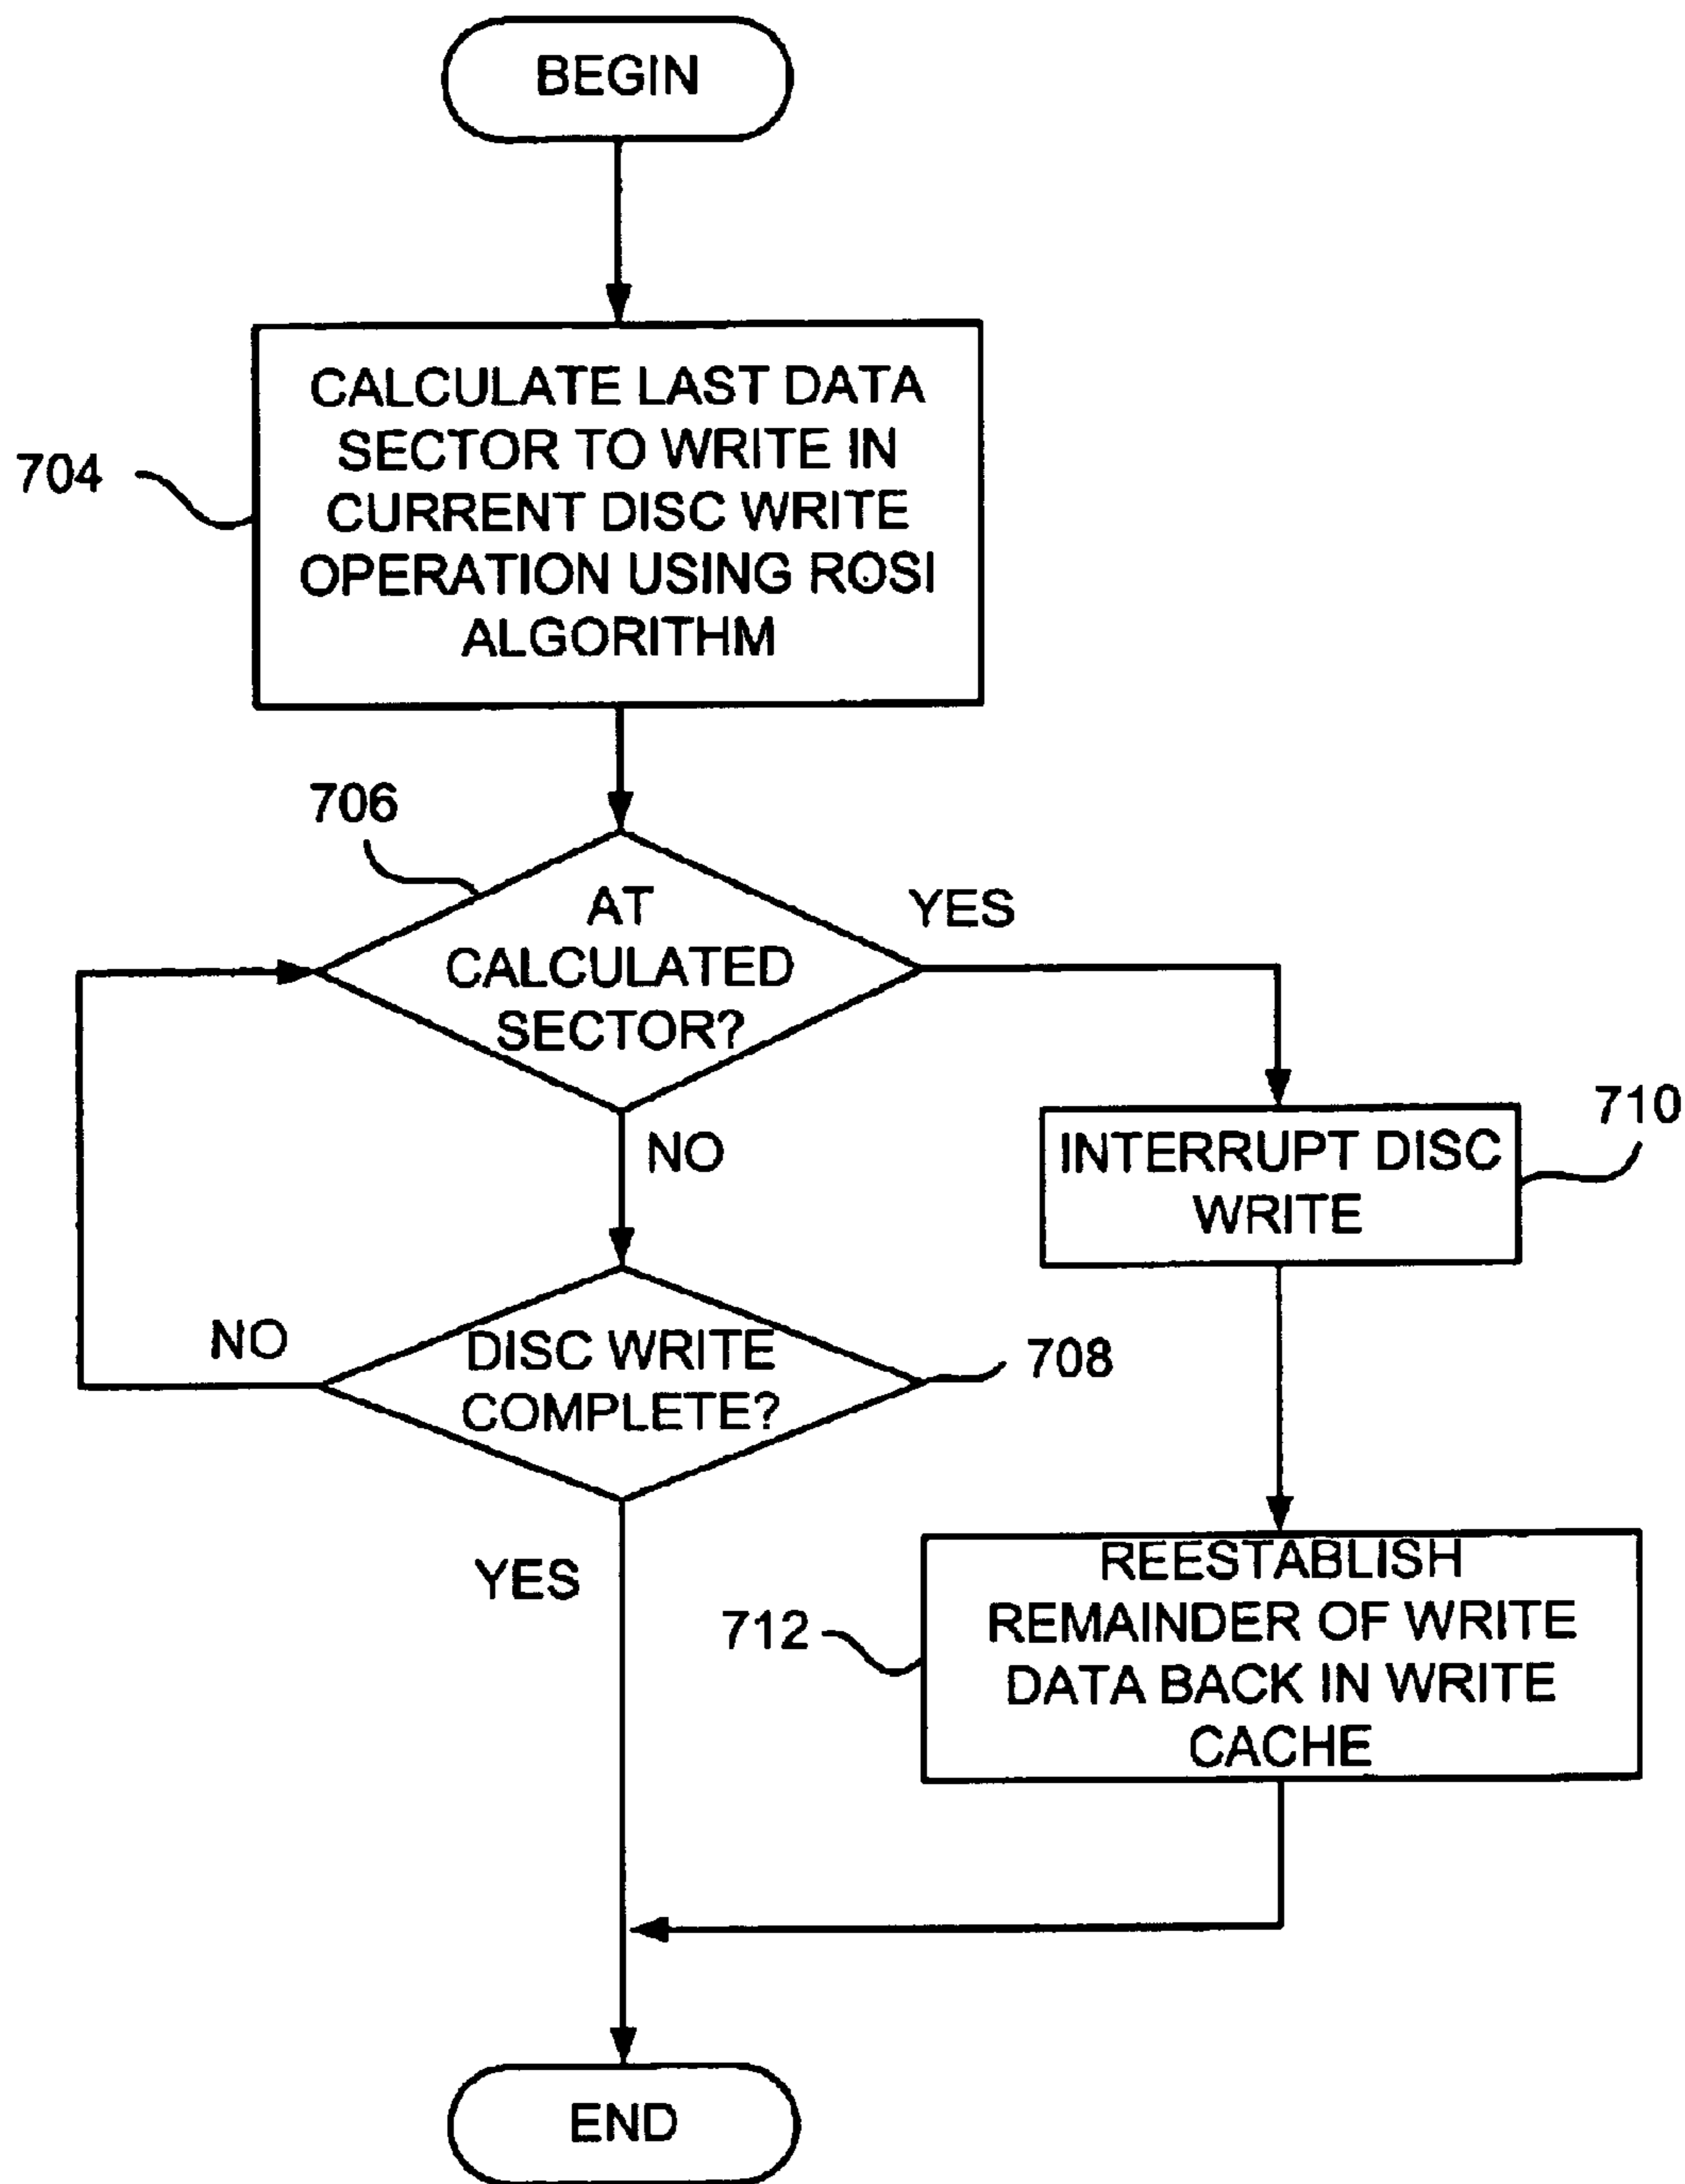 BEGIN
704
CALCULATE LAST DATA
SECTOR TO WRITE IN
CURRENT DISC WRITE
OPERATION USING ROSI
ALGORITHM
706
AT
CALCULATED
SECTOR?
YES
NO
710
INTERRUPT DISC
WRITE
NO
DISC WRITE
COMPLETE?
708
YES
712
REESTABLISH
REMAINDER OF WRITE
DATA BACK IN WRITE
CACHE
END